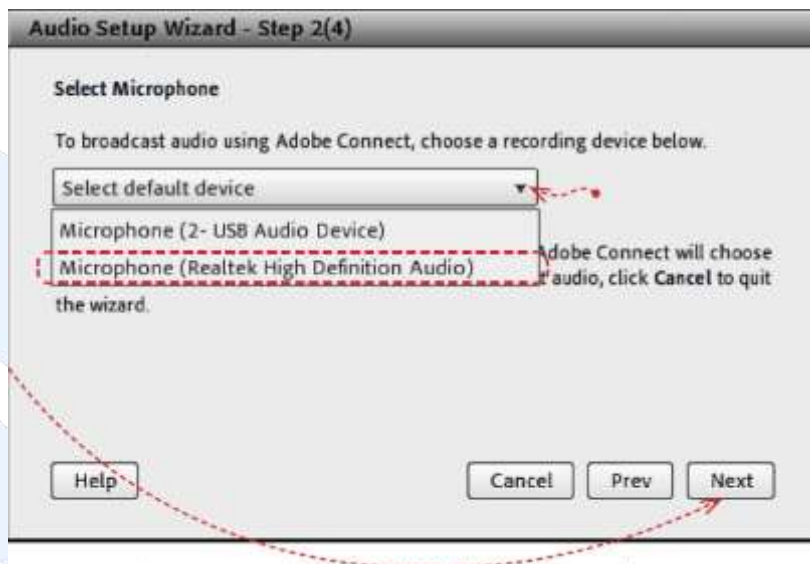 Audio Setup Wizard - Step 2(4)
Select Microphone
To broadcast audio using Adobe Connect, choose a recording device below.
Select default device
Microphone (2- USB Audio Device)
Microphone (Realtek High Definition Audio)
Adobe Connect will choose
t audio, click Cancel to quit
the wizard.
Help
Cancel
Prev
Next